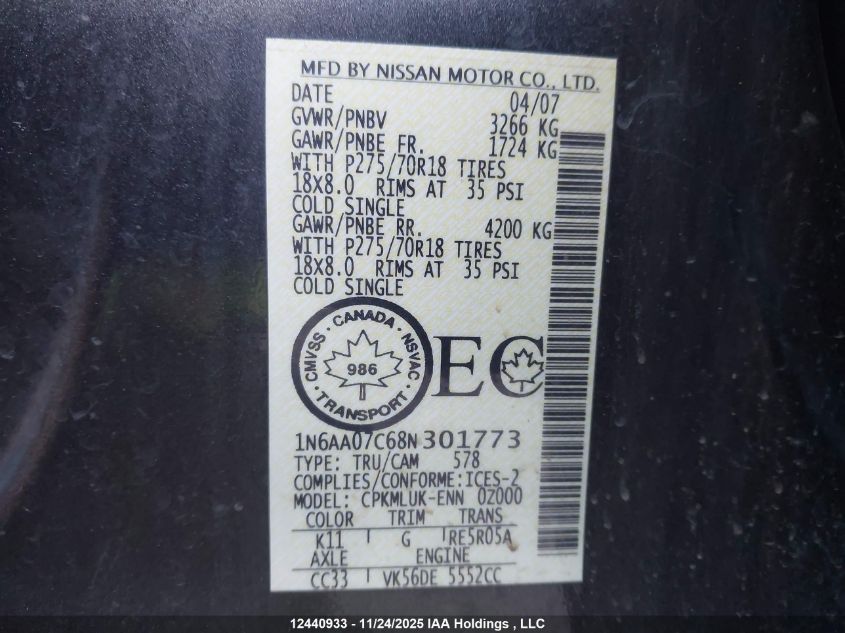 MFD BY NISSAN MOTOR CO., LTD.
DATE 04/07
GVWR/PNBV 3266 KG
GAWR/PNBE FR. 1724 KG
WITH P275/70R18 TIRES
18X8.0 RIMS AT 35 PSI
COLD SINGLE
GAWR/PNBE RR. 4200 KG
WITH P275/70R18 TIRES
18X8.0 RIMS AT 35 PSI
COLD SINGLE
CMVSS · CANADA · NSVAC · TRANSPORT ·
986
EC
1N6AA07C68N301773
TYPE: TRU/CAM 578
COMPLIES/CONFORME:ICES-2
MODEL: CPKMLUK-ENN 0Z000
COLOR TRIM TRANS
K11 G RE5R05A
AXLE ENGINE
CC33 VK56DE 5552CC
12440933 - 11/24/2025 IAA Holdings , LLC